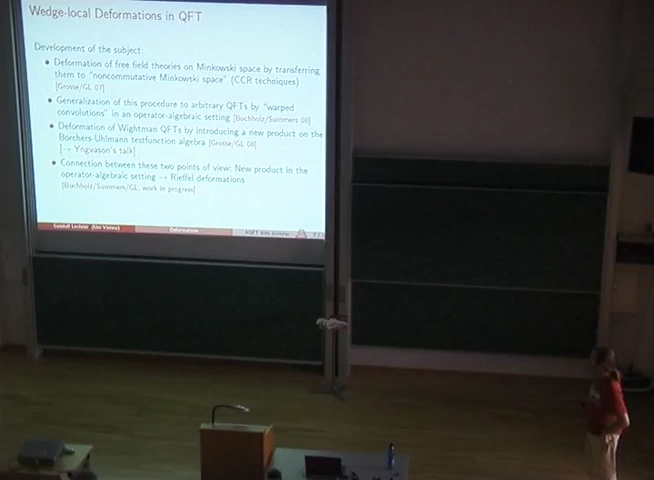 Wedge-local Deformations in QFT
Development of the subject:
Deformation of free field theories on Minkowski space by transferring
them to "noncommutative Minkowski space" (CCR techniques)
[Grosse/GL 07]
Generalization of this procedure to arbitrary QFTs by "warped
convolutions" in an operator-algebraic setting [Buchholz/Summers 08]
Deformation of Wightman QFTs by introducing a new product on the
Borchers-Uhlmann testfunction algebra [Grosse/GL 08]
[→ Yngvason's talk]
Connection between these two points of view: New product in the
operator-algebraic setting → Rieffel deformations
[Buchholz/Summers/GL, work in progress]
Gandalf Lechner (Uni Vienna) Deformations